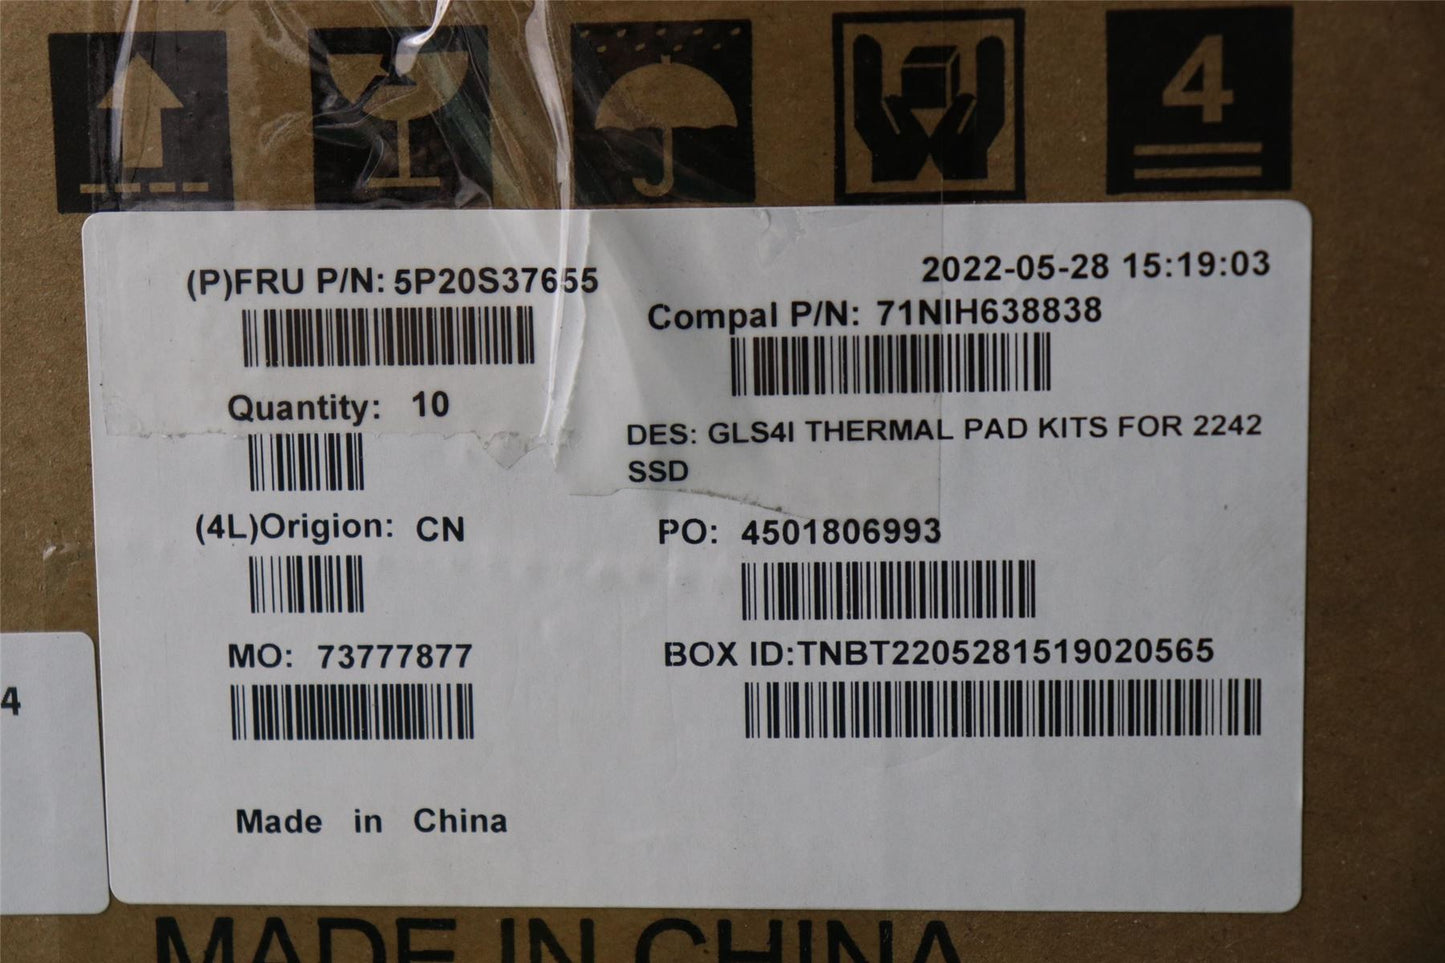 4
(P)FRU P/N: 5P20S37655
2022-05-28 15:19:03
Compal P/N: 71NIH638838
Quantity: 10
DES: GLS4I THERMAL PAD KITS FOR 2242
SSD
(4L)Origion: CN
PO: 4501806993
MO: 73777877
BOX ID:TNBT2205281519020565
4
Made in China
MADE IN CHINA